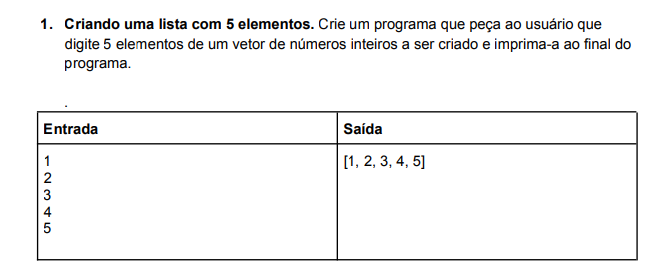 1. Criando uma lista com 5 elementos. Crie um programa que peça ao usuário que
digite 5 elementos de um vetor de números inteiros a ser criado e imprima-a ao final do
programa.
.
Entrada
Saída
1
2
3
4
5
[1, 2, 3, 4, 5]